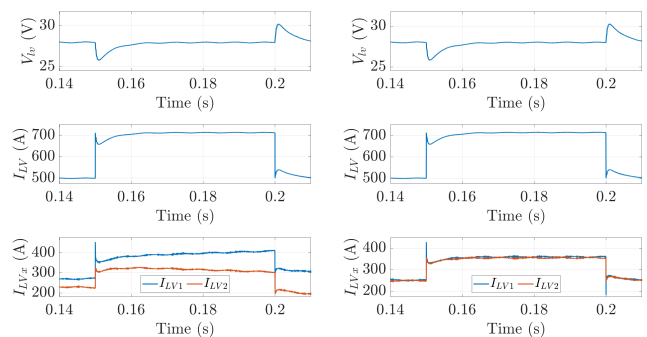 V_lv (V)
30
25
0.14 0.16 0.18 0.2
Time (s)
V_lv (V)
30
25
0.14 0.16 0.18 0.2
Time (s)
I_LV (A)
700
600
500
0.14 0.16 0.18 0.2
Time (s)
I_LV (A)
700
600
500
0.14 0.16 0.18 0.2
Time (s)
I_LVx (A)
400
300
200
I_LV1 I_LV2
0.14 0.16 0.18 0.2
Time (s)
I_LVx (A)
400
300
200
I_LV1 I_LV2
0.14 0.16 0.18 0.2
Time (s)